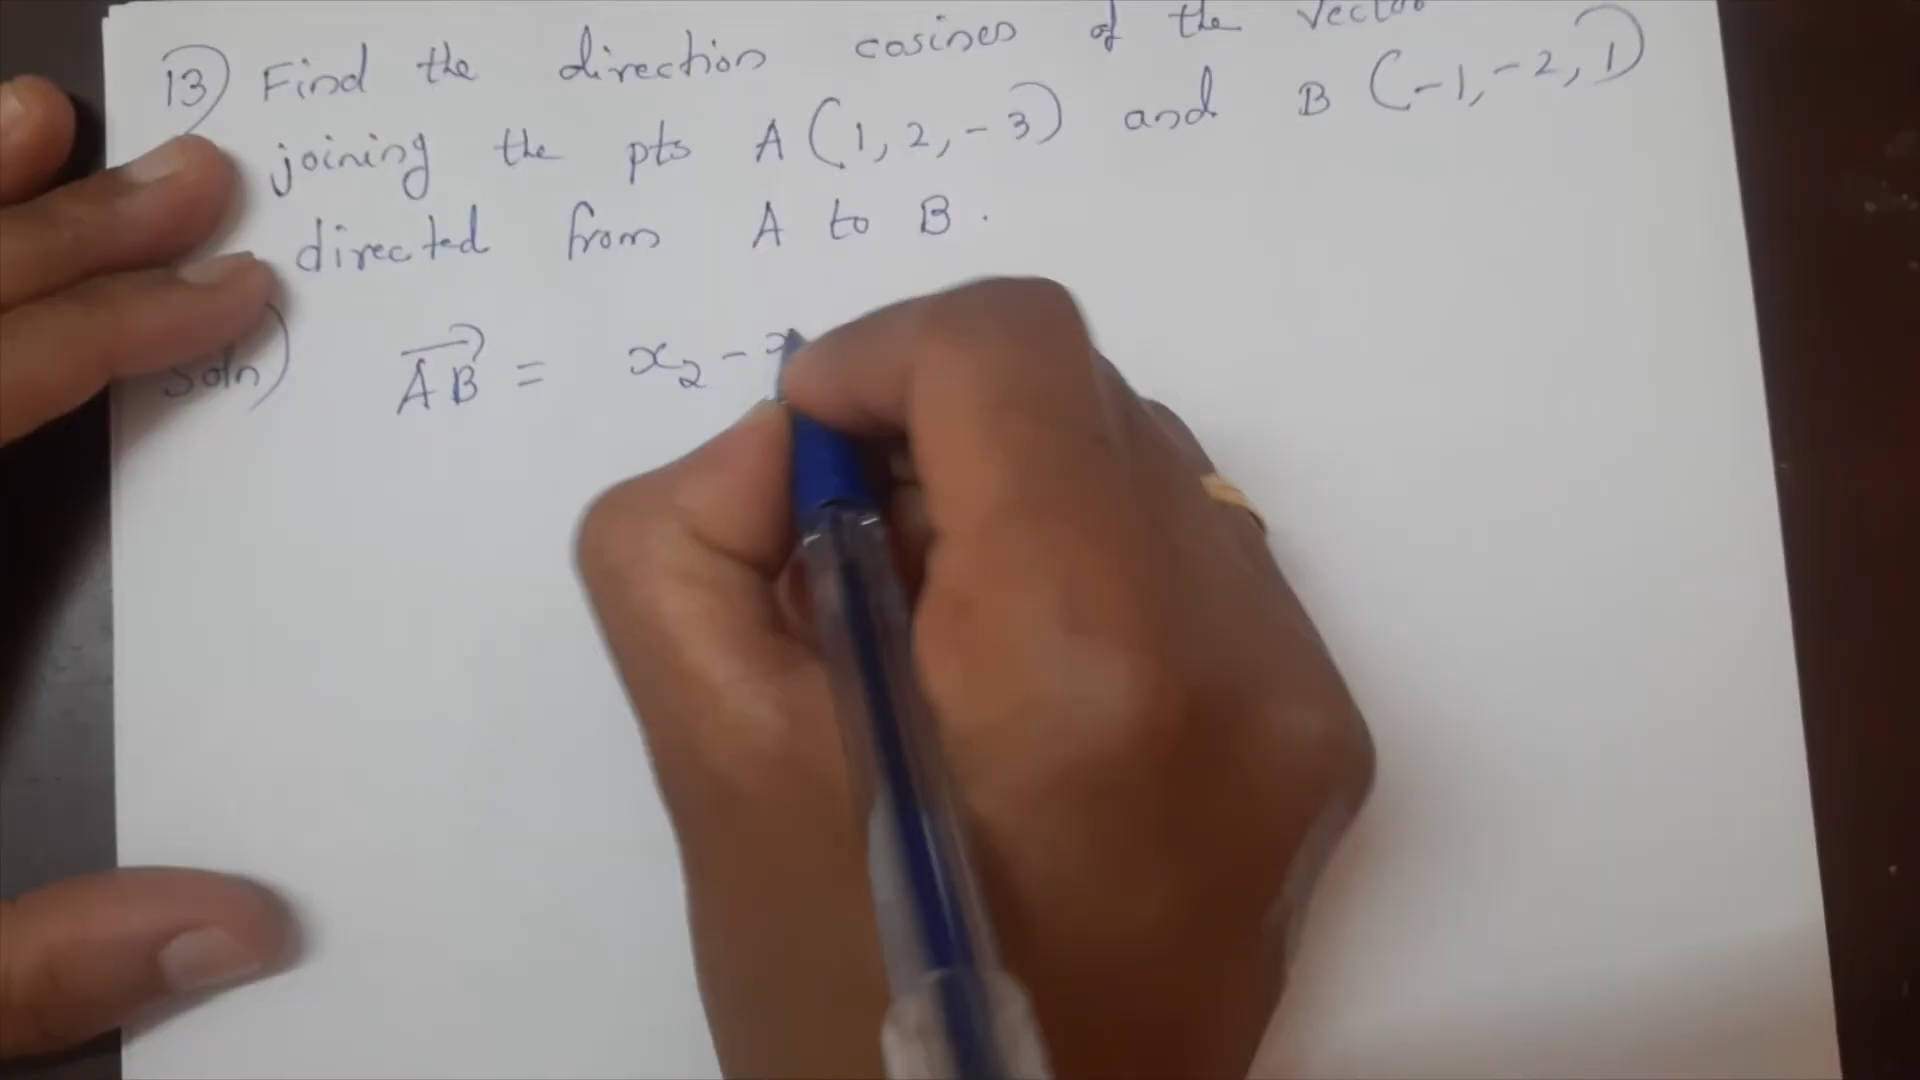 13) Find the direction cosines of the vector
joining the pts A (1, 2, -3) and B (-1, -2, 1)
directed from A to B.
Soln) AB⃗ = x₂ - x